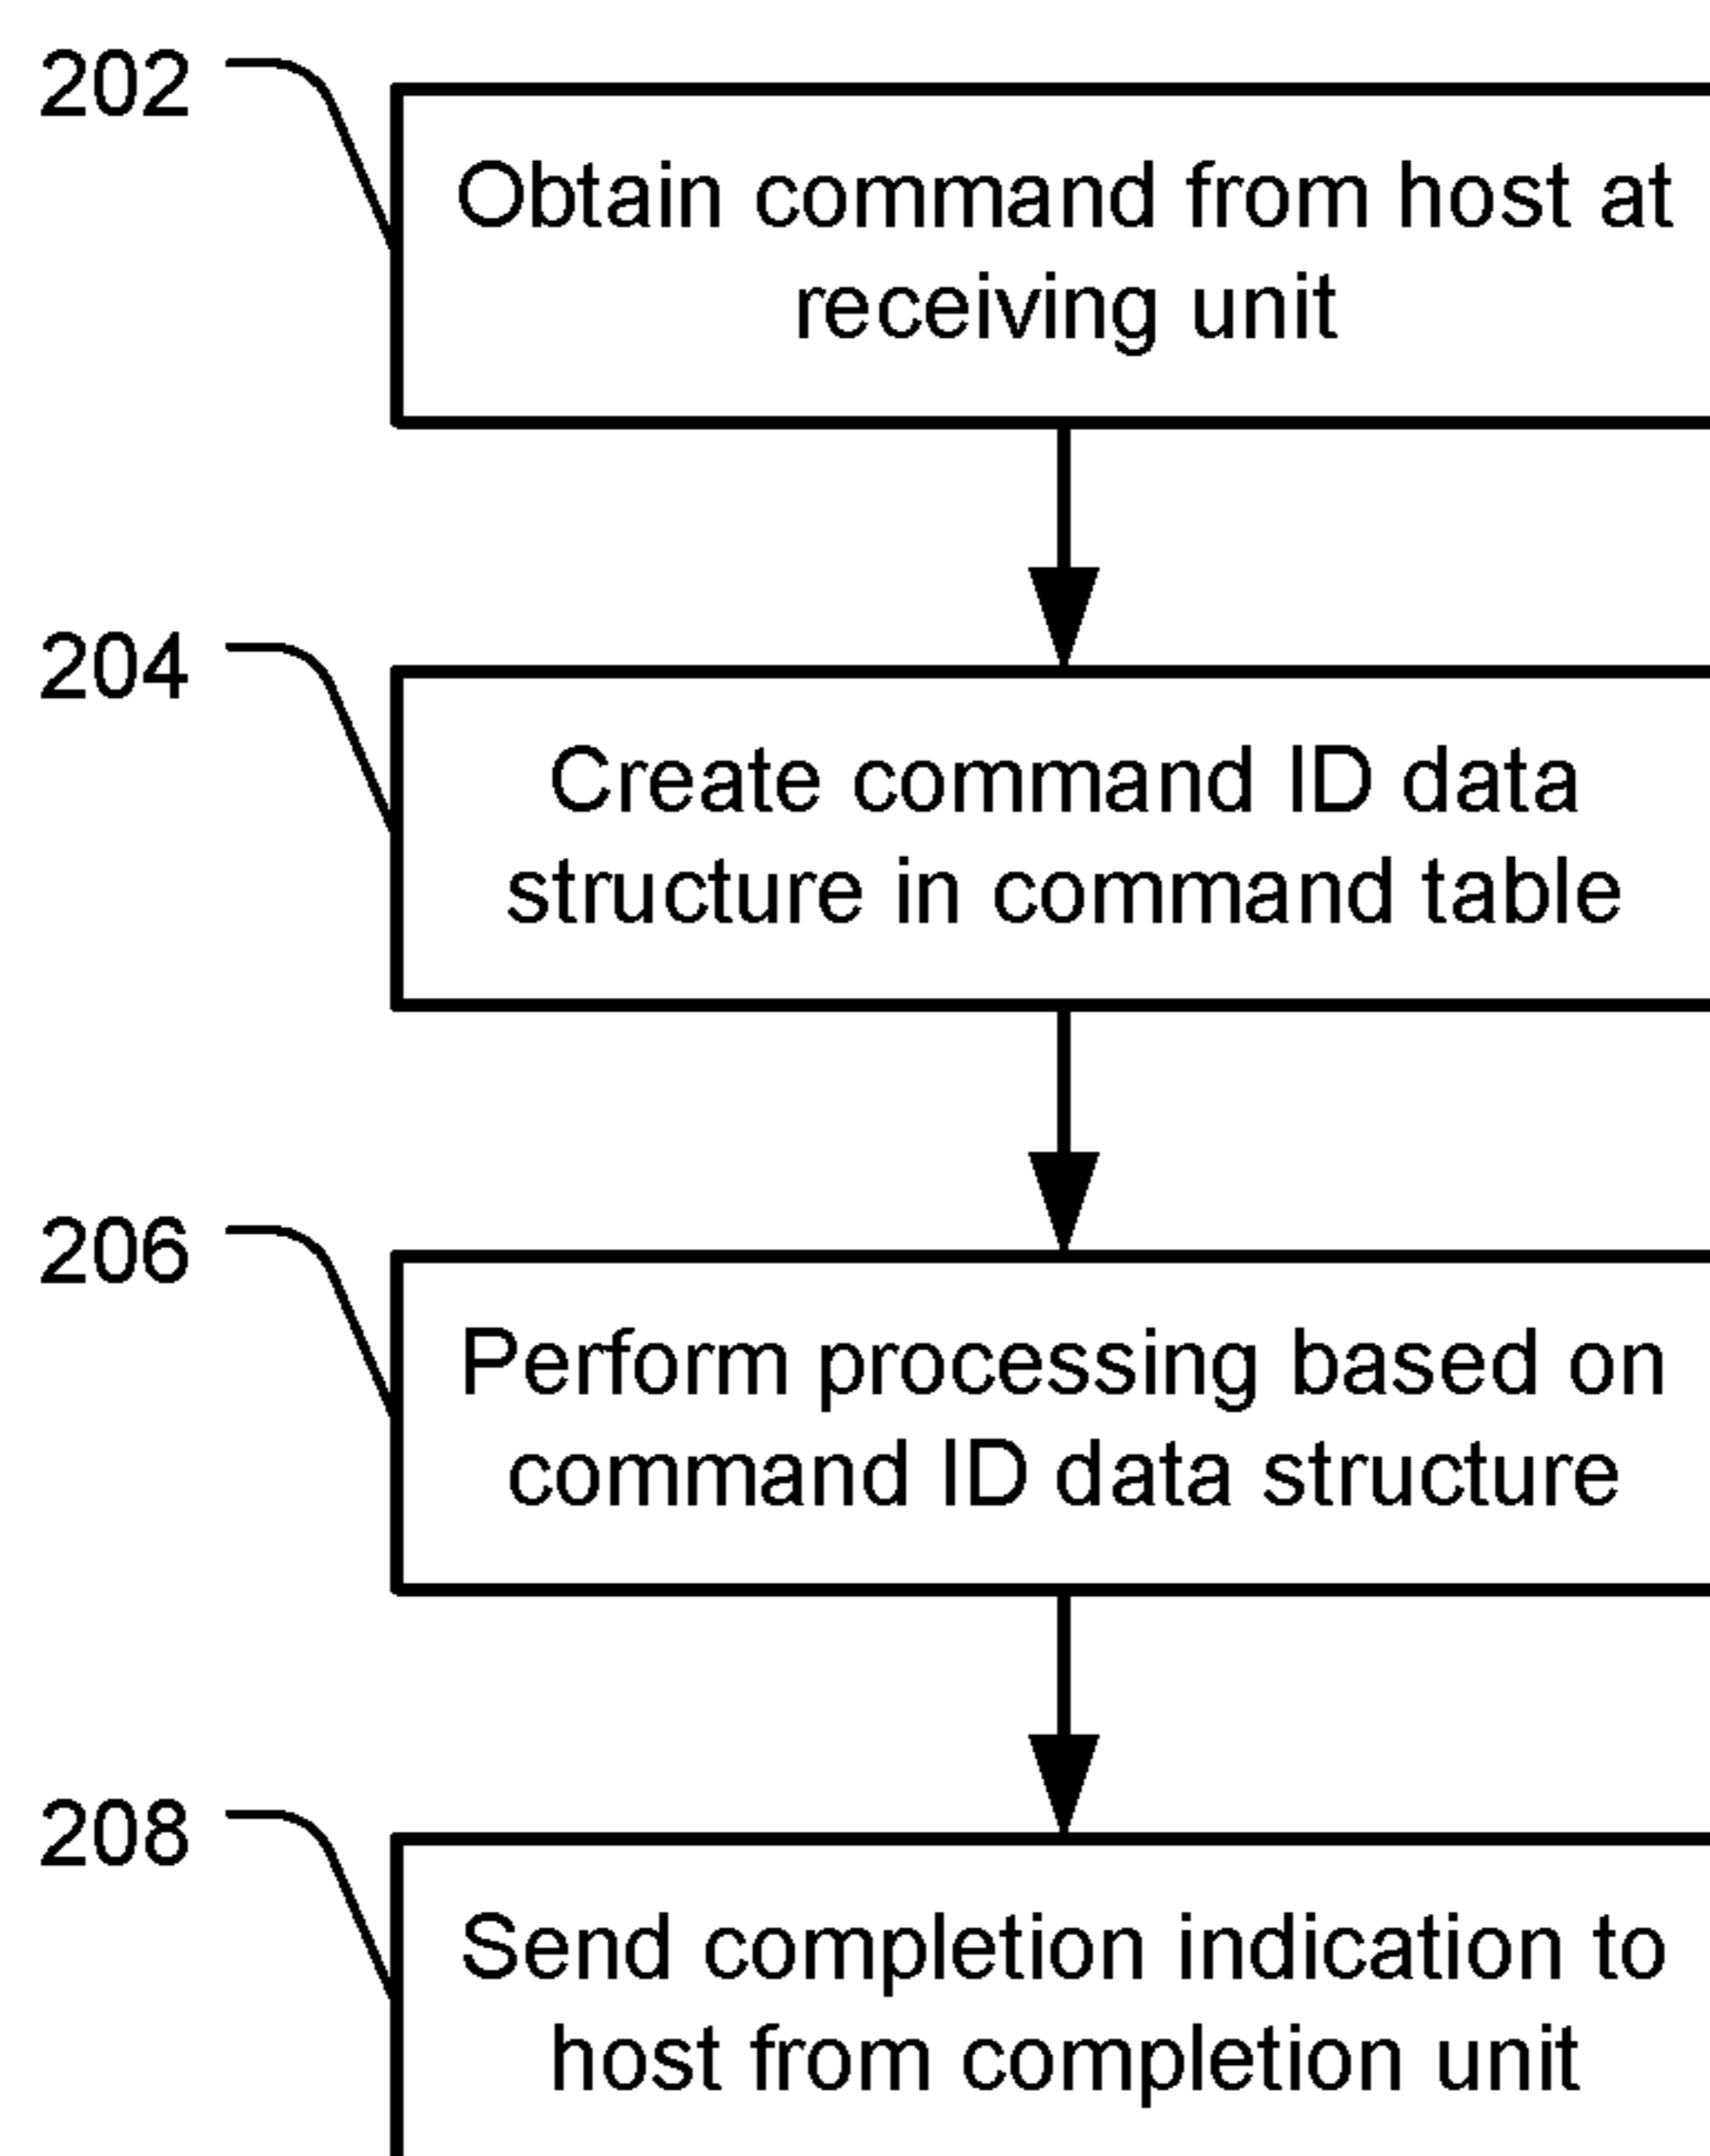 202
Obtain command from host at
receiving unit
204
Create command ID data
structure in command table
206
Perform processing based on
command ID data structure
208
Send completion indication to
host from completion unit